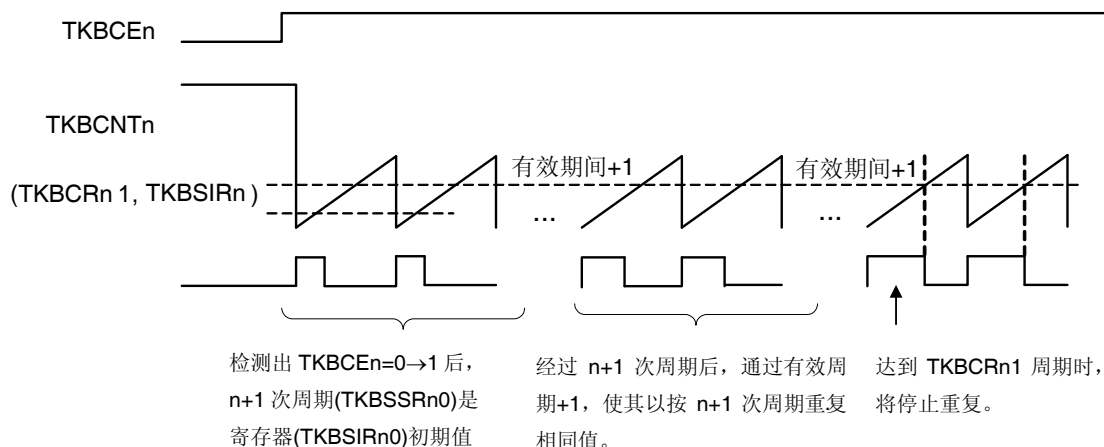 TKBCEn
TKBCNTn
有效期间+1
有效期间+1
(TKBCRn 1, TKBSIRn )
...
...
检测出 TKBCEn=0→1 后，
n+1 次周期(TKBSSRn0)是
寄存器(TKBSIRn0)初期值
经过 n+1 次周期后，通过有效周
期+1，使其以按 n+1 次周期重复
相同值。
达到 TKBCRn1 周期时，
将停止重复。